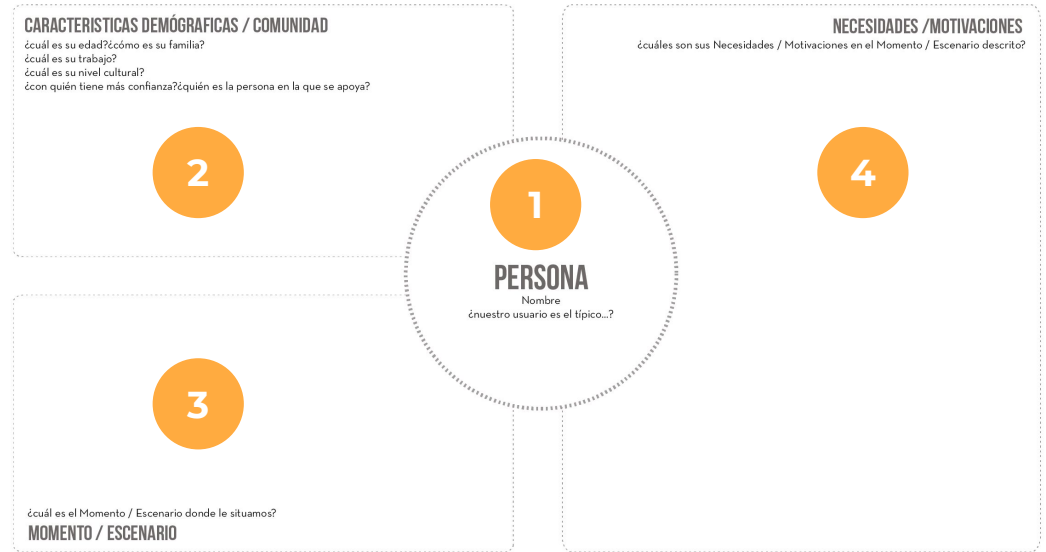 CARACTERISTICAS DEMÓGRAFICAS / COMUNIDAD
¿cuál es su edad?¿cómo es su familia?
¿cuál es su trabajo?
¿cuál es su nivel cultural?
¿con quién tiene más confianza?¿quién es la persona en la que se apoya?
2
1
PERSONA
Nombre
¿nuestro usuario es el típico...?
3
¿cuál es el Momento / Escenario donde le situamos?
MOMENTO / ESCENARIO
NECESIDADES /MOTIVACIONES
¿cuáles son sus Necesidades / Motivaciones en el Momento / Escenario descrito?
4